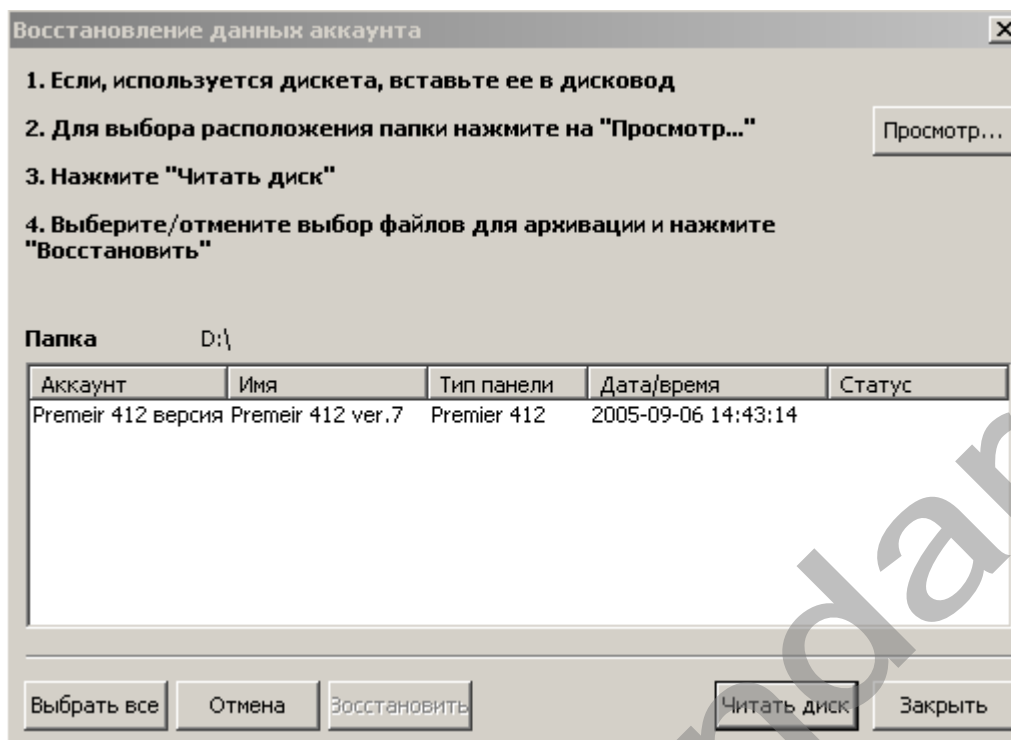 Восстановление данных аккаунта
1. Если, используется дискета, вставьте ее в дисковод
2. Для выбора расположения папки нажмите на "Просмотр..."
Просмотр...
3. Нажмите "Читать диск"
4. Выберите/отмените выбор файлов для архивации и нажмите
"Восстановить"
Папка D:\
Аккаунт Имя Тип панели Дата/время Статус
Premeir 412 версия Premeir 412 ver.7 Premier 412 2005-09-06 14:43:14
Выбрать все Отмена Восстановить Читать диск Закрыть